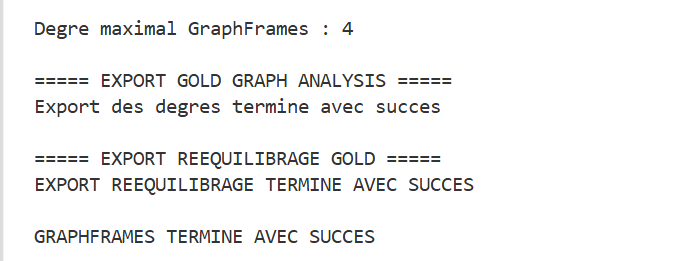 Degre maximal GraphFrames : 4
===== EXPORT GOLD GRAPH ANALYSIS =====
Export des degres termine avec succes
===== EXPORT REEQUILIBRAGE GOLD =====
EXPORT REEQUILIBRAGE TERMINE AVEC SUCCES
GRAPHFRAMES TERMINE AVEC SUCCES